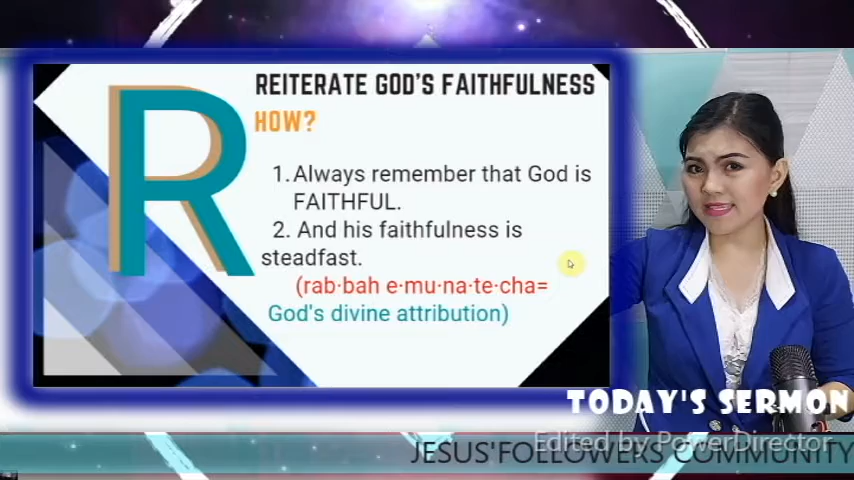 R
REITERATE GOD'S FAITHFULNESS
HOW?
1. Always remember that God is
FAITHFUL.
2. And his faithfulness is
steadfast.
(rab·bah e·mu·na·te·cha=
God's divine attribution)
TODAY'S SERMON
Edited by PowerDirector
JESUS'FOLLOWERS COMMUNITY